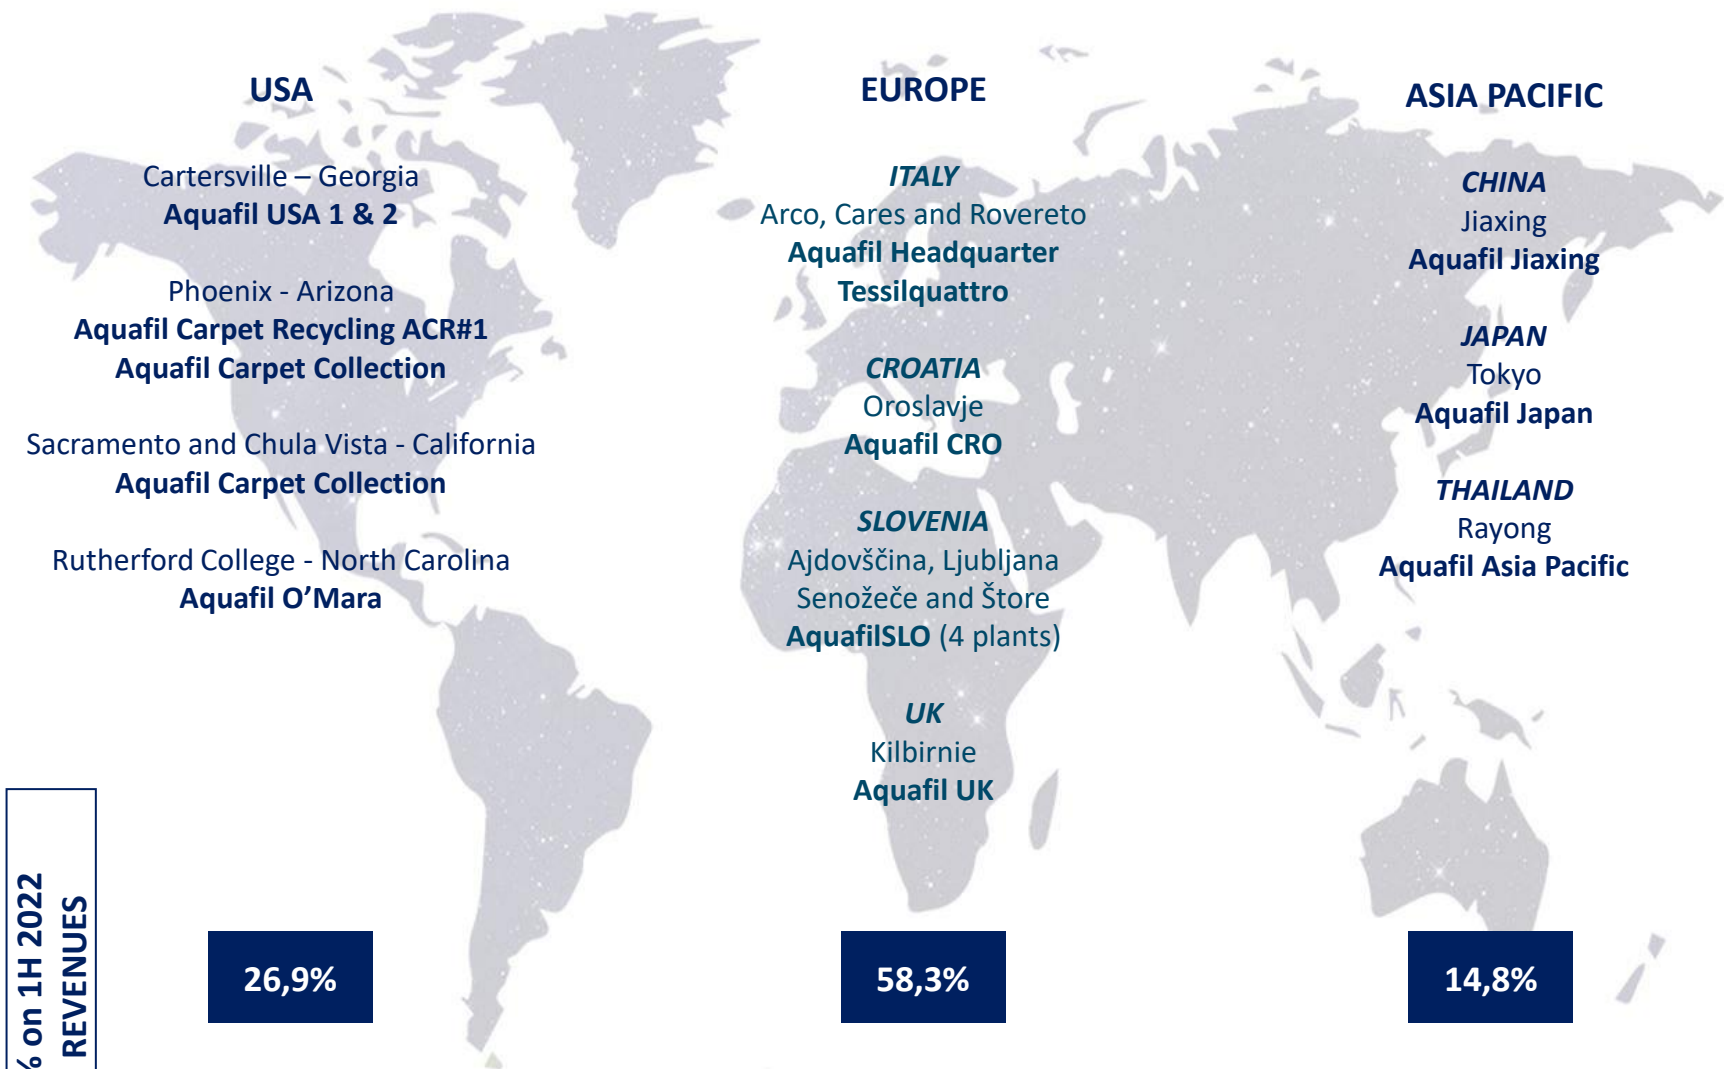 USA
Cartersville – Georgia
Aquafil USA 1 & 2
Phoenix - Arizona
Aquafil Carpet Recycling ACR#1
Aquafil Carpet Collection
Sacramento and Chula Vista - California
Aquafil Carpet Collection
Rutherford College - North Carolina
Aquafil O’Mara
EUROPE
ITALY
Arco, Cares and Rovereto
Aquafil Headquarter
Tessilquattro
CROATIA
Oroslavje
Aquafil CRO
SLOVENIA
Ajdovščina, Ljubljana
Senožeče and Štore
AquafilSLO (4 plants)
UK
Kilbirnie
Aquafil UK
ASIA PACIFIC
CHINA
Jiaxing
Aquafil Jiaxing
JAPAN
Tokyo
Aquafil Japan
THAILAND
Rayong
Aquafil Asia Pacific
% on 1H 2022
REVENUES
26,9%
58,3%
14,8%